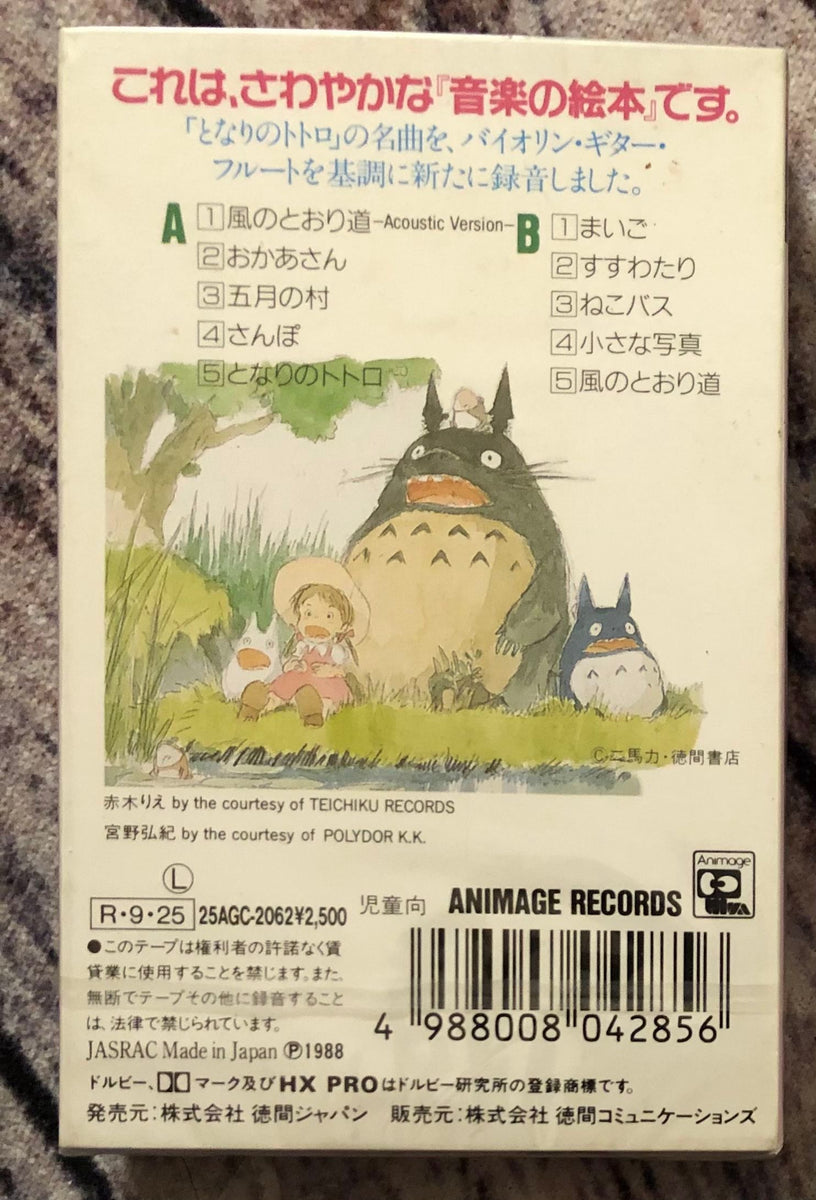 これは、さわやかな『音楽の絵本』です。
「となりのトトロ」の名曲を、バイオリン・ギター・
フルートを基調に新たに録音しました。
A
1 風のとおり道-Acoustic Version-
2 おかあさん
3 五月の村
4 さんぽ
5 となりのトトロ
B
1 まいご
2 すすわたり
3 ねこバス
4 小さな写真
5 風のとおり道
©二馬力・徳間書店
赤木りえ by the courtesy of TEICHIKU RECORDS
宮野弘紀 by the courtesy of POLYDOR K.K.
Ⓛ
R・9・25 25AGC-2062¥2,500 児童向 ANIMAGE RECORDS
Animage
●このテープは権利者の許諾なく賃
貸業に使用することを禁じます。また、
無断でテープその他に録音すること
は、法律で禁じられています。
JASRAC Made in Japan ℗1988
4 988008 042856
ドルビー、マーク及びHX PROはドルビー研究所の登録商標です。
発売元:株式会社 徳間ジャパン 販売元:株式会社 徳間コミュニケーションズ